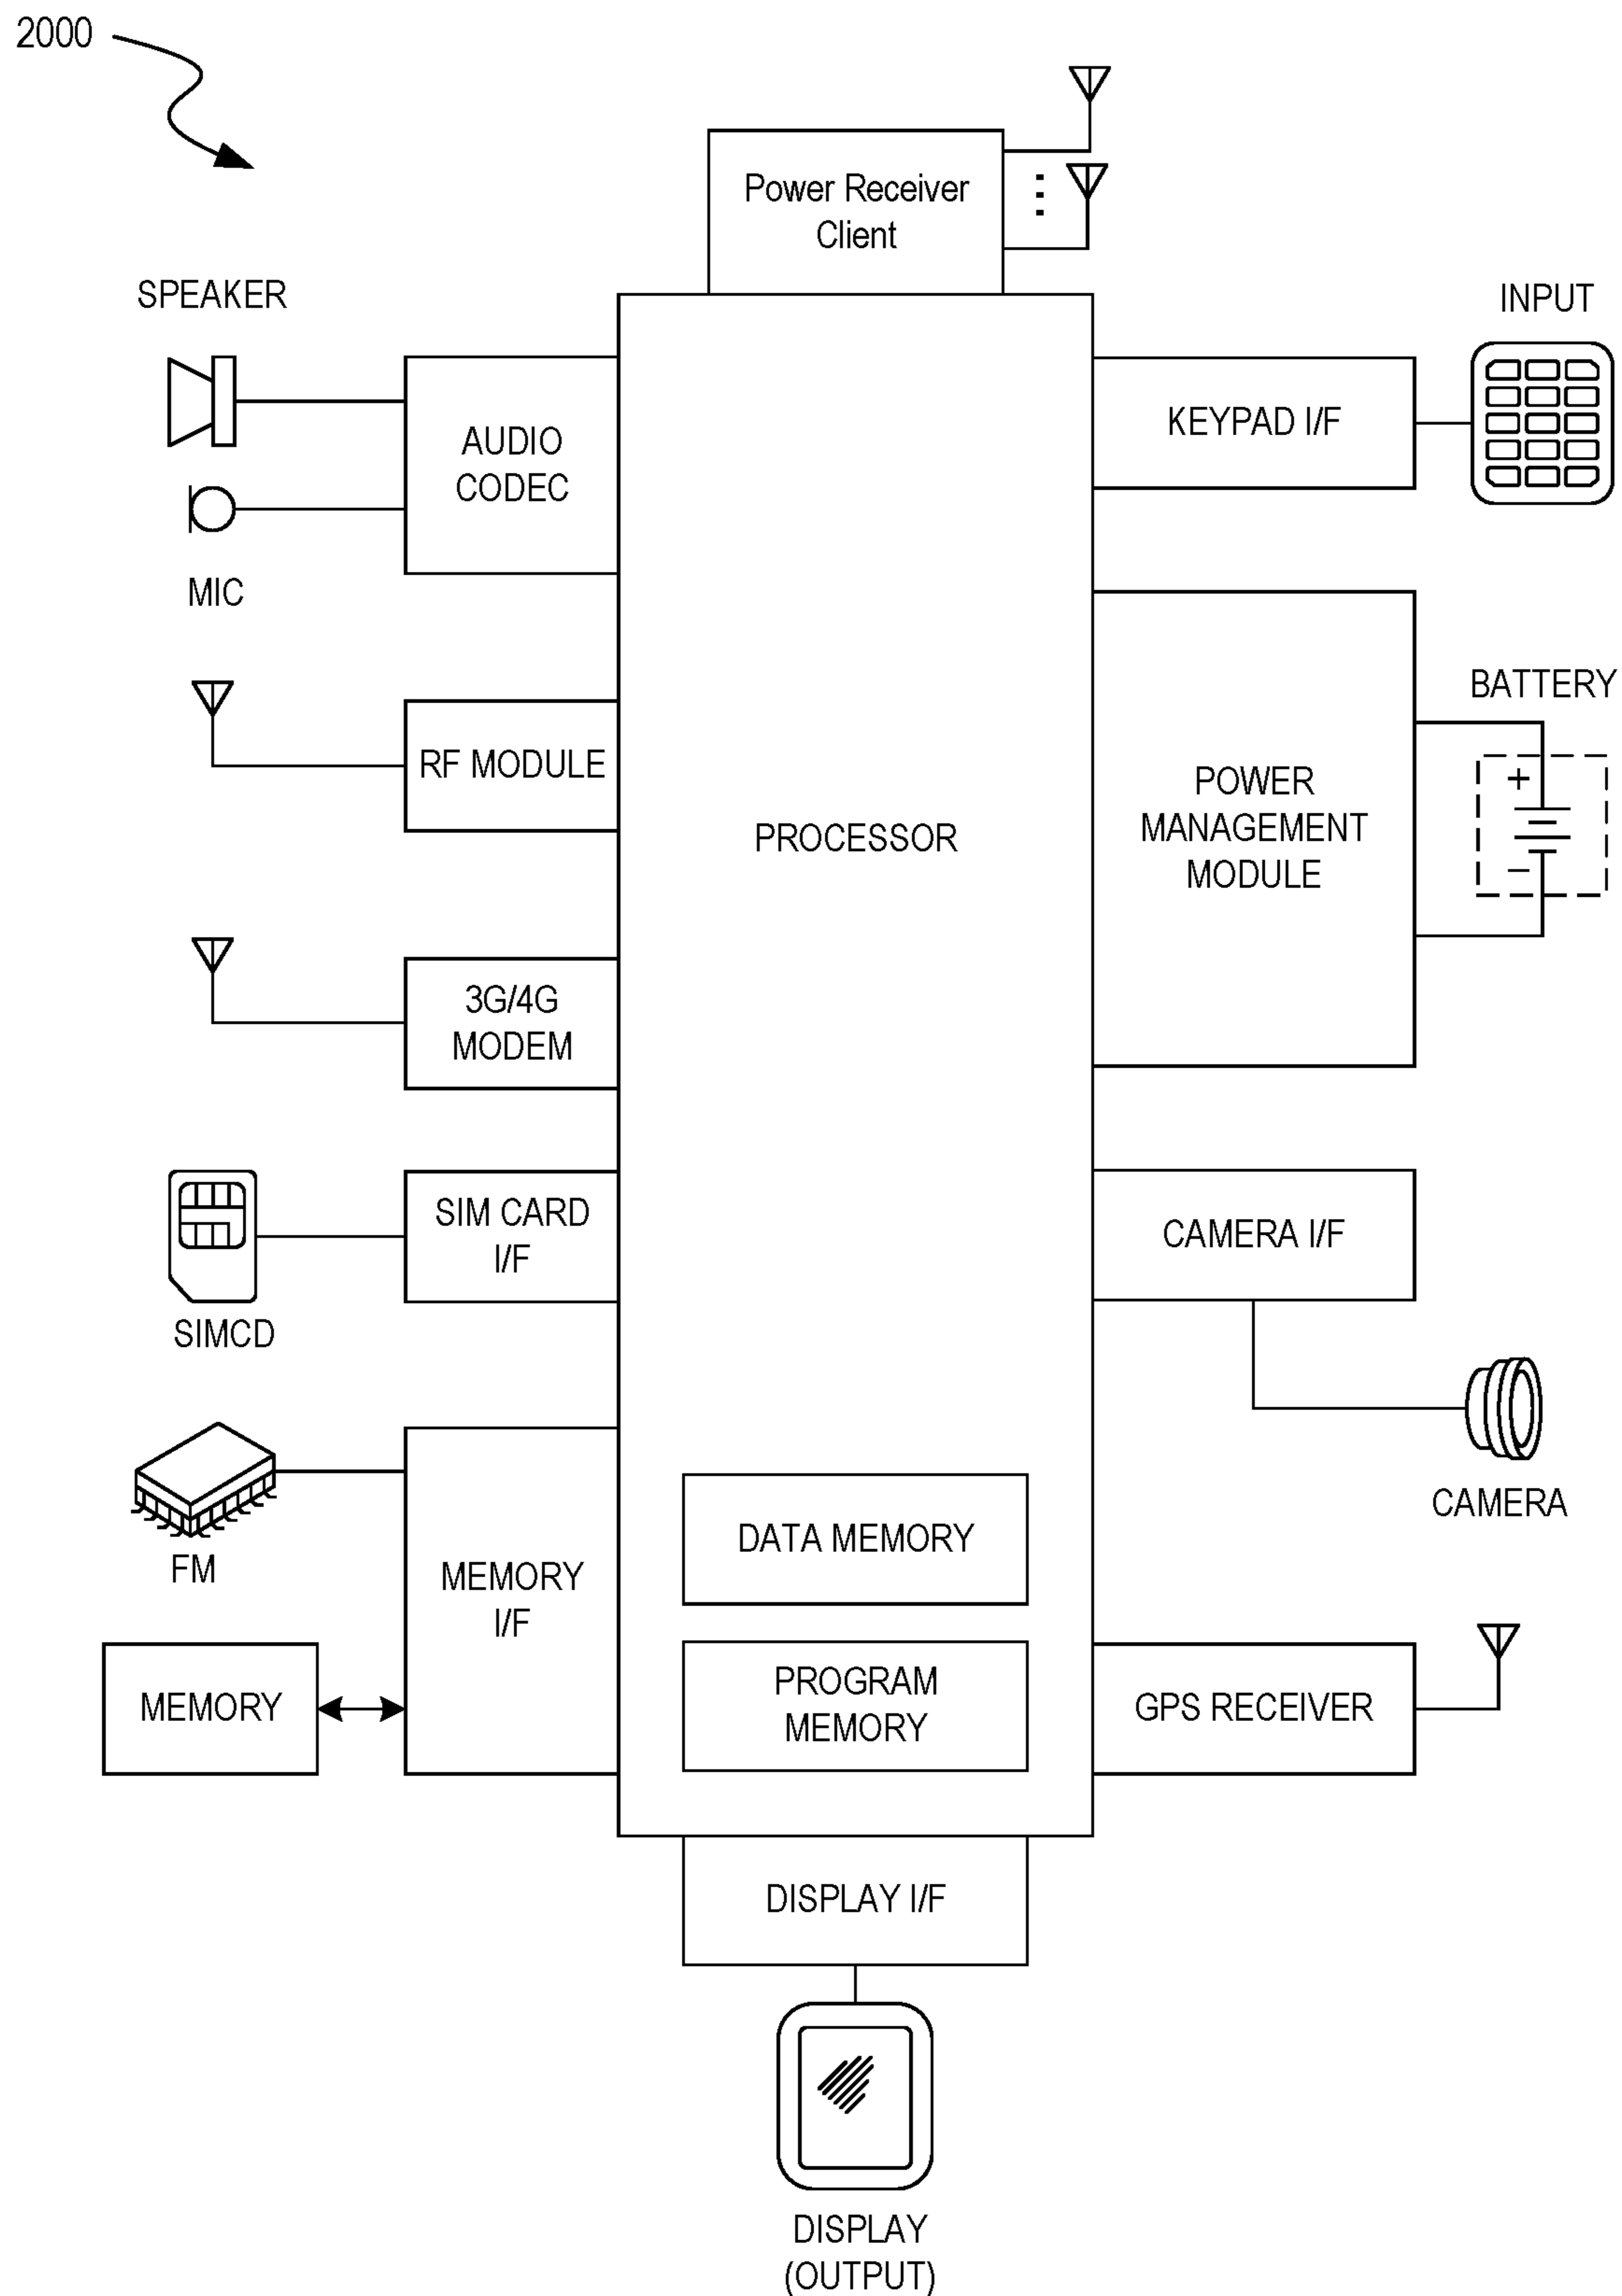 2000
Power Receiver
Client
SPEAKER
INPUT
AUDIO
CODEC
KEYPAD I/F
MIC
BATTERY
RF MODULE
POWER
MANAGEMENT
MODULE
+
−
PROCESSOR
3G/4G
MODEM
SIM CARD
I/F
CAMERA I/F
SIMCD
CAMERA
DATA MEMORY
FM
MEMORY
I/F
PROGRAM
MEMORY
MEMORY
GPS RECEIVER
DISPLAY I/F
DISPLAY
(OUTPUT)